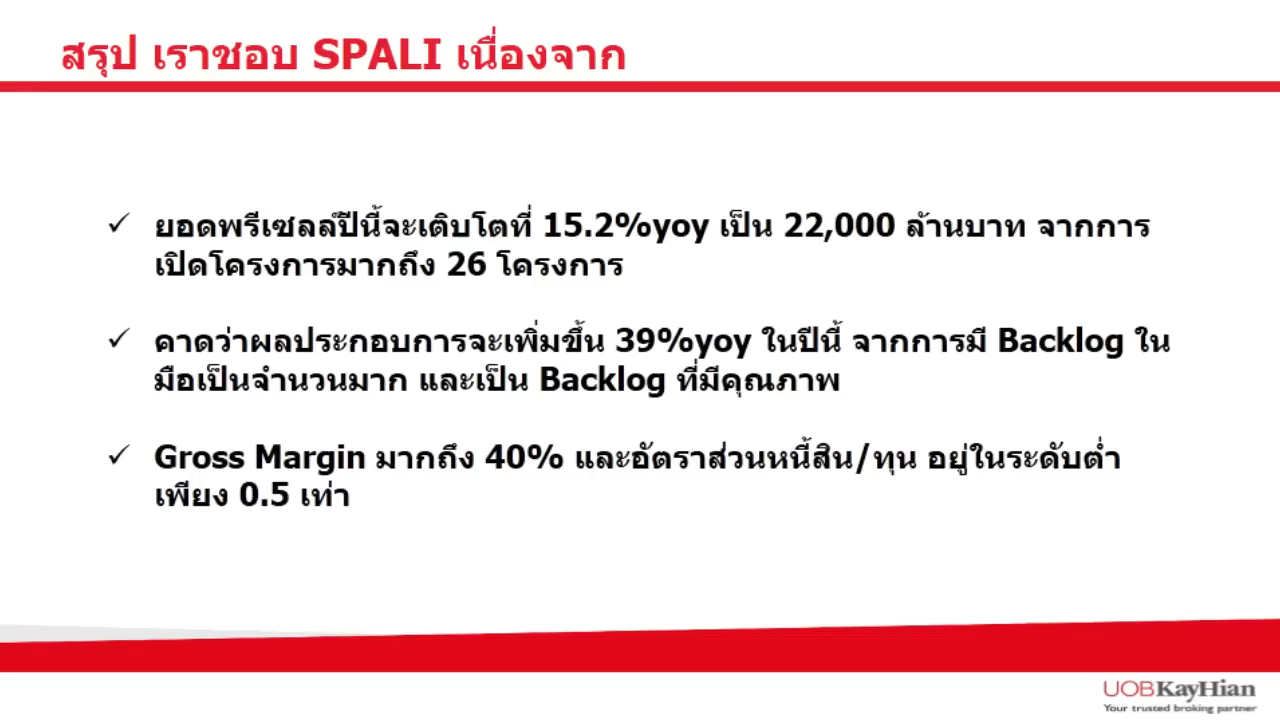 สรุป เราชอบ SPALI เนื่องจาก
✓ ยอดพรีเซลล์ปีนี้จะเติบโตที่ 15.2%yoy เป็น 22,000 ล้านบาท จากการ
เปิดโครงการมากถึง 26 โครงการ
✓ คาดว่าผลประกอบการจะเพิ่มขึ้น 39%yoy ในปีนี้ จากการมี Backlog ใน
มือเป็นจำนวนมาก และเป็น Backlog ที่มีคุณภาพ
✓ Gross Margin มากถึง 40% และอัตราส่วนหนี้สิน/ทุน อยู่ในระดับต่ำ
เพียง 0.5 เท่า
UOBKayHian
Your trusted broking partner